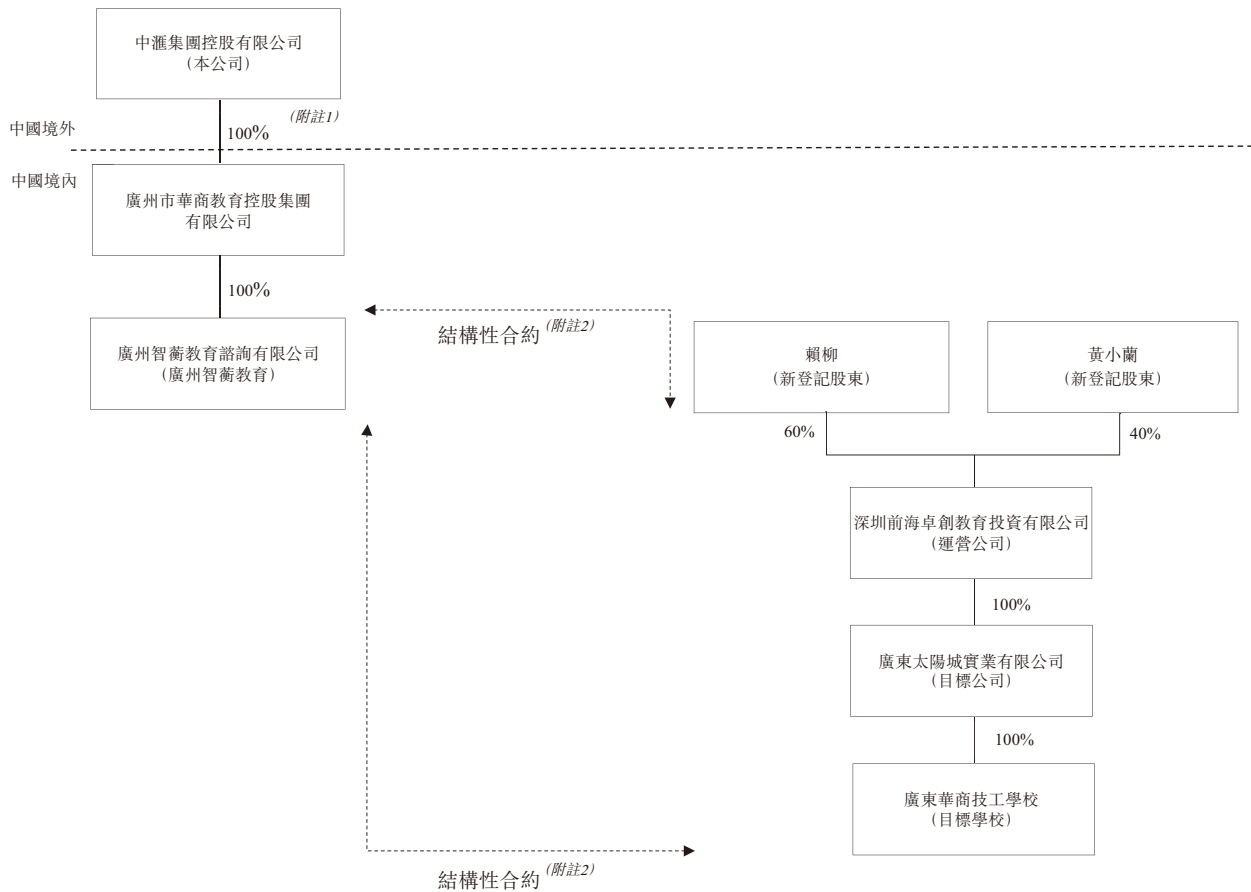 中滙集團控股有限公司
(本公司)
(附註1)
100%
中國境外
中國境內
廣州市華商教育控股集團
有限公司
100%
廣州智蘅教育諮詢有限公司
(廣州智蘅教育)
結構性合約(附註2)
賴柳
(新登記股東)
黃小蘭
(新登記股東)
60%
40%
深圳前海卓創教育投資有限公司
(運營公司)
100%
廣東太陽城實業有限公司
(目標公司)
100%
廣東華商技工學校
(目標學校)
結構性合約(附註2)